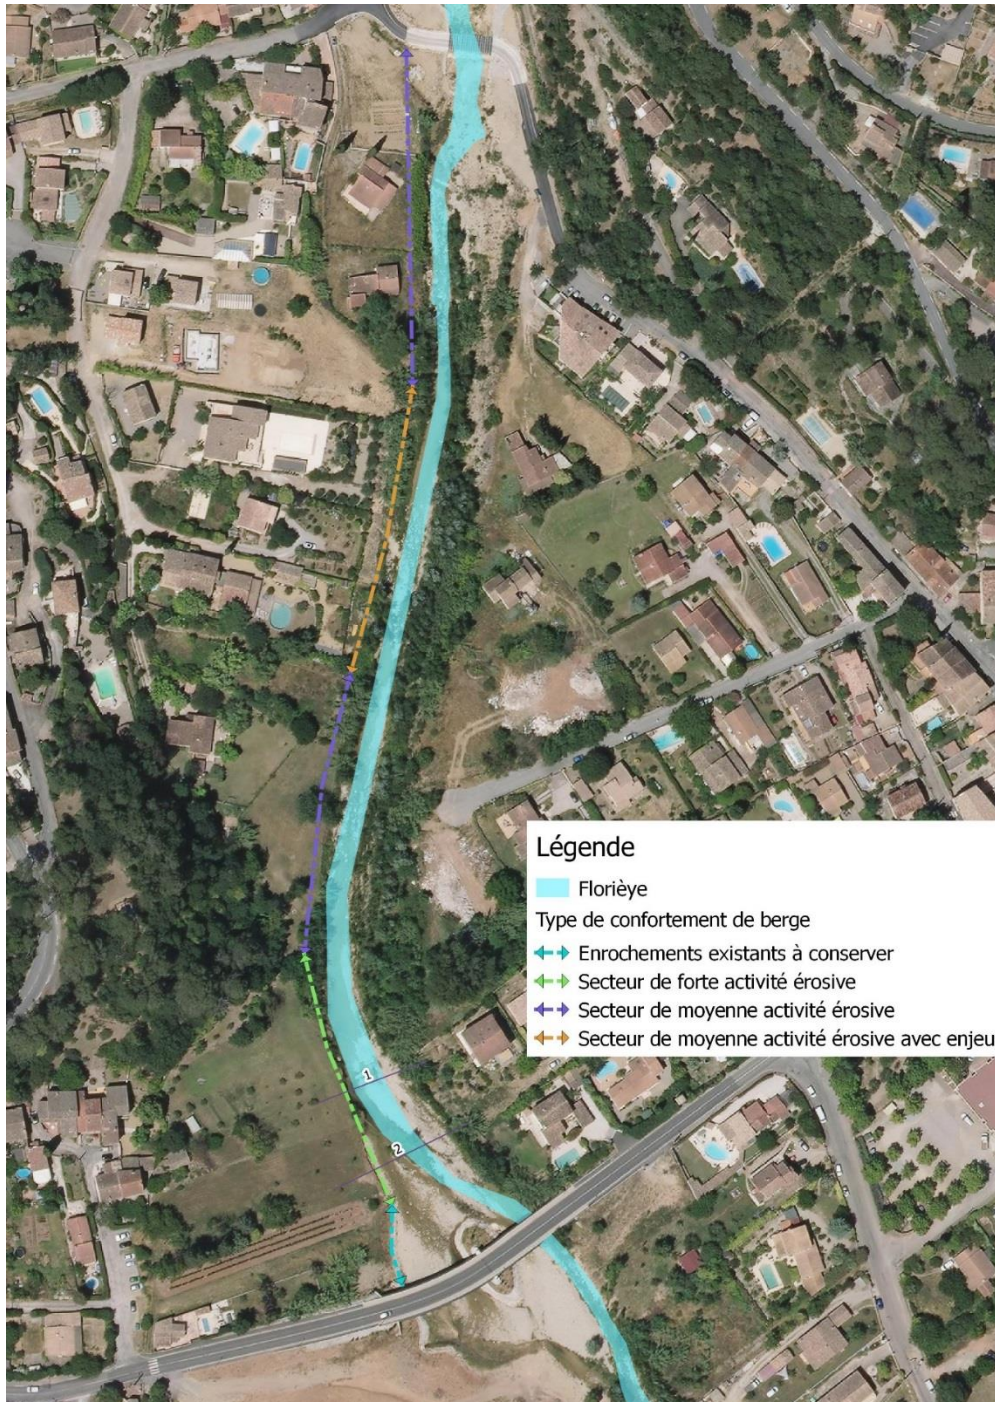 1
2
Légende
Florièye
Type de confortement de berge
Enrochements existants à conserver
Secteur de forte activité érosive
Secteur de moyenne activité érosive
Secteur de moyenne activité érosive avec enjeu